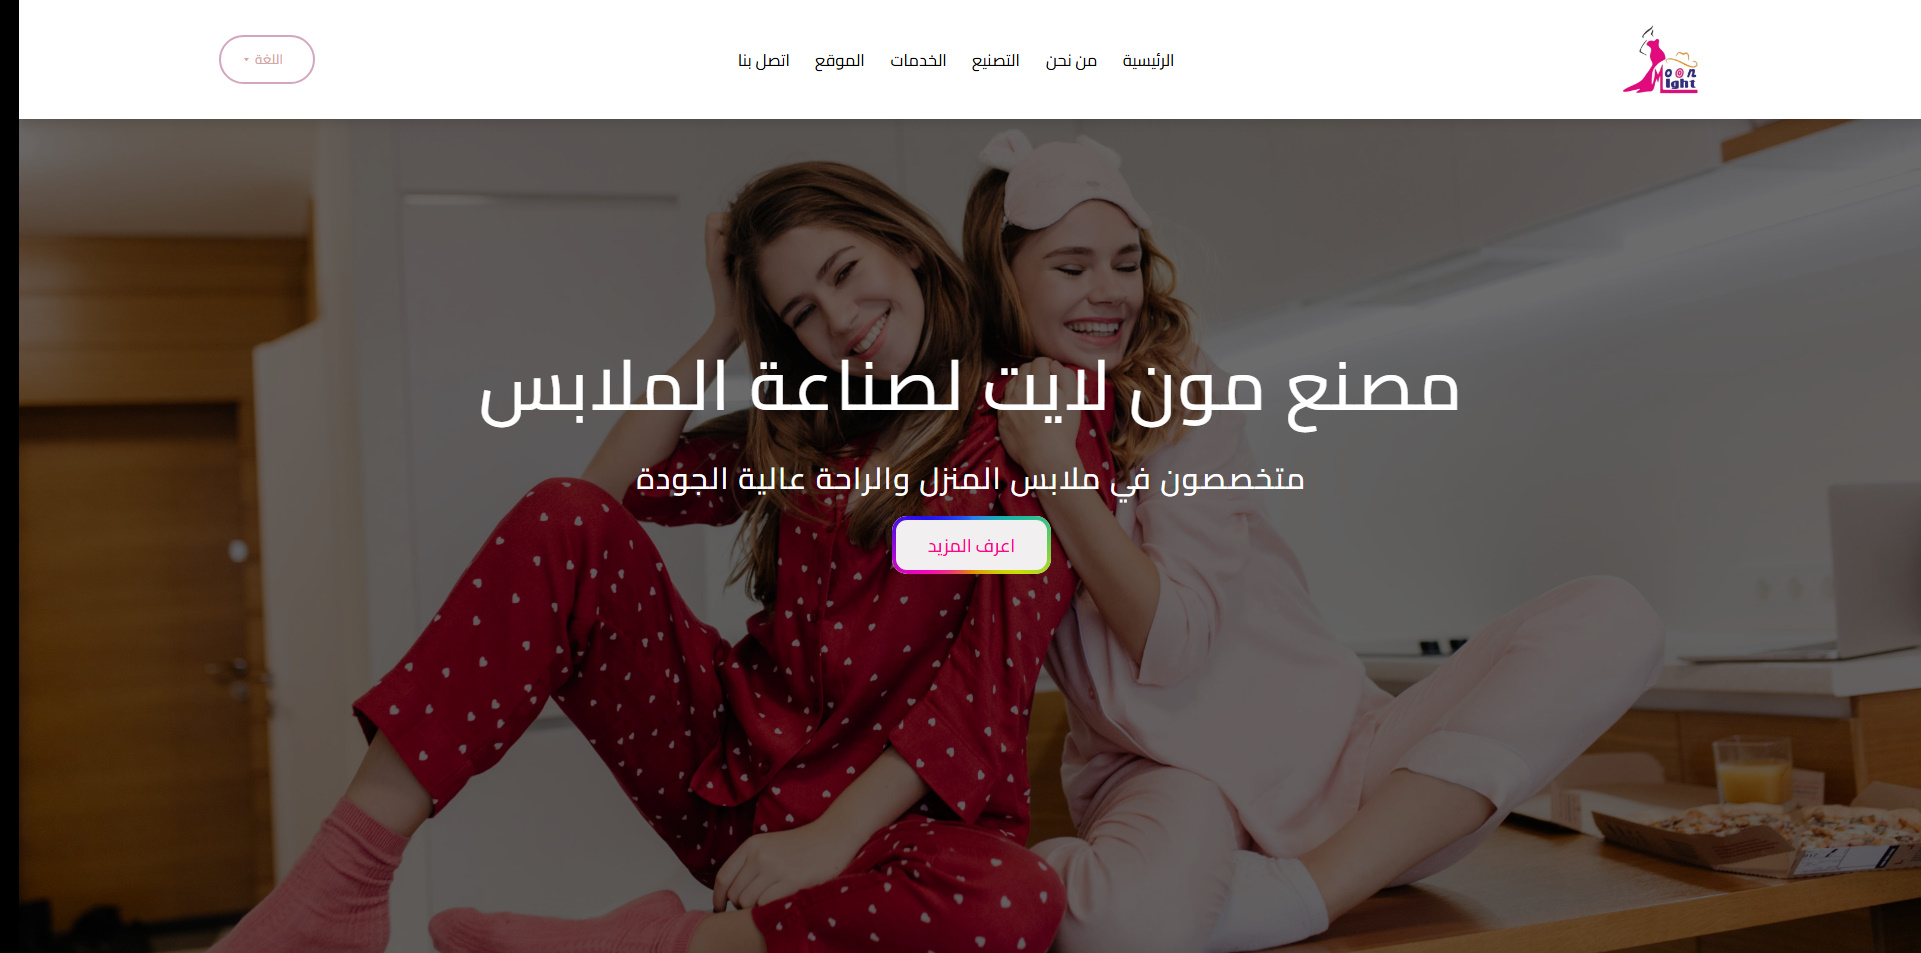 Moon
light
الرئيسية
من نحن
التصنيع
الخدمات
الموقع
اتصل بنا
اللغة
مصنع مون لايت لصناعة الملابس
متخصصون في ملابس المنزل والراحة عالية الجودة
اعرف المزيد